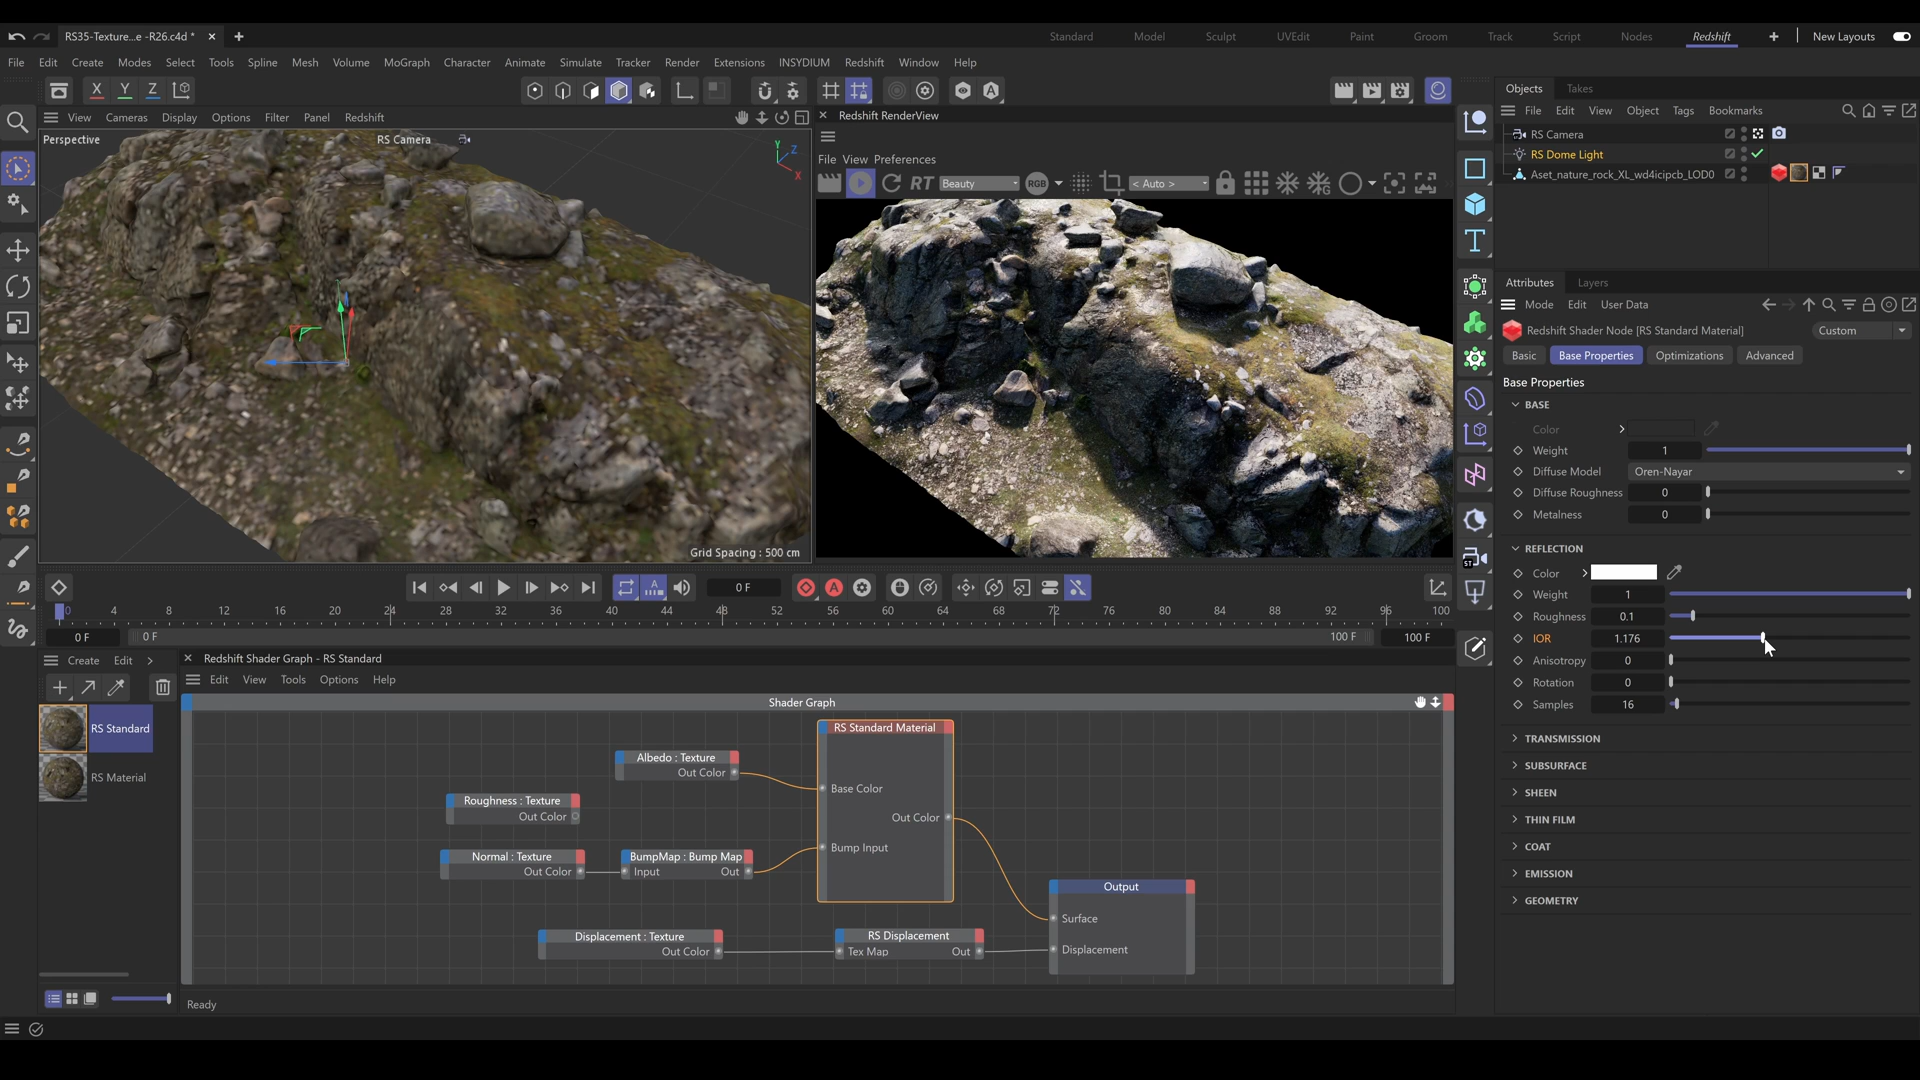 RS35-Texture...e -R26.c4d *
Standard Model Sculpt UVEdit Paint Groom Track Script Nodes Redshift New Layouts
File Edit Create Modes Select Tools Spline Mesh Volume MoGraph Character Animate Simulate Tracker Render Extensions INSYDIUM Redshift Window Help
X Y Z
View Cameras Display Options Filter Panel Redshift
Perspective
RS Camera
Y
Z
X
Grid Spacing : 500 cm
Redshift RenderView
File View Preferences
RT Beauty RGB < Auto >
Objects Takes
File Edit View Object Tags Bookmarks
RS Camera
RS Dome Light
Aset_nature_rock_XL_wd4icipcb_LOD0
Attributes Layers
Mode Edit User Data
Redshift Shader Node [RS Standard Material] Custom
Basic Base Properties Optimizations Advanced
Base Properties
BASE
Color
Weight 1
Diffuse Model Oren-Nayar
Diffuse Roughness 0
Metalness 0
REFLECTION
Color
Weight 1
Roughness 0.1
IOR 1.176
Anisotropy 0
Rotation 0
Samples 16
TRANSMISSION
SUBSURFACE
SHEEN
THIN FILM
COAT
EMISSION
GEOMETRY
0 F
0 4 8 12 16 20 24 28 32 36 40 44 48 52 56 60 64 68 72 76 80 84 88 92 96 100
0 F 0 F 100 F 100 F
Create Edit
RS Standard
RS Material
Redshift Shader Graph - RS Standard
Edit View Tools Options Help
Shader Graph
RS Standard Material
Base Color
Out Color
Bump Input
Albedo : Texture
Out Color
Roughness : Texture
Out Color
Normal : Texture
Out Color
BumpMap : Bump Map
Input Out
Output
Surface
Displacement
Displacement : Texture
Out Color
RS Displacement
Tex Map Out
Ready